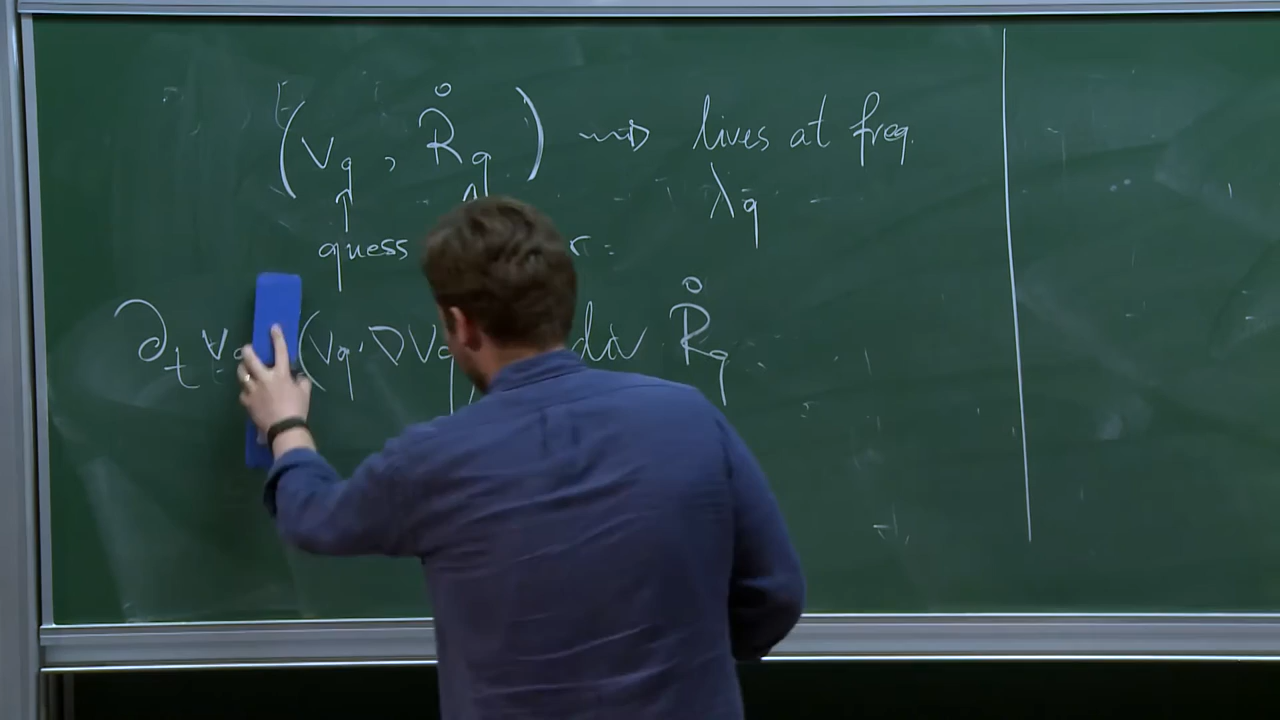 (v_q, R̊_q) ⇝ lives at freq.
λ_q
↑
guess
∂_t v_q (v_q · ∇v_q div R̊_q